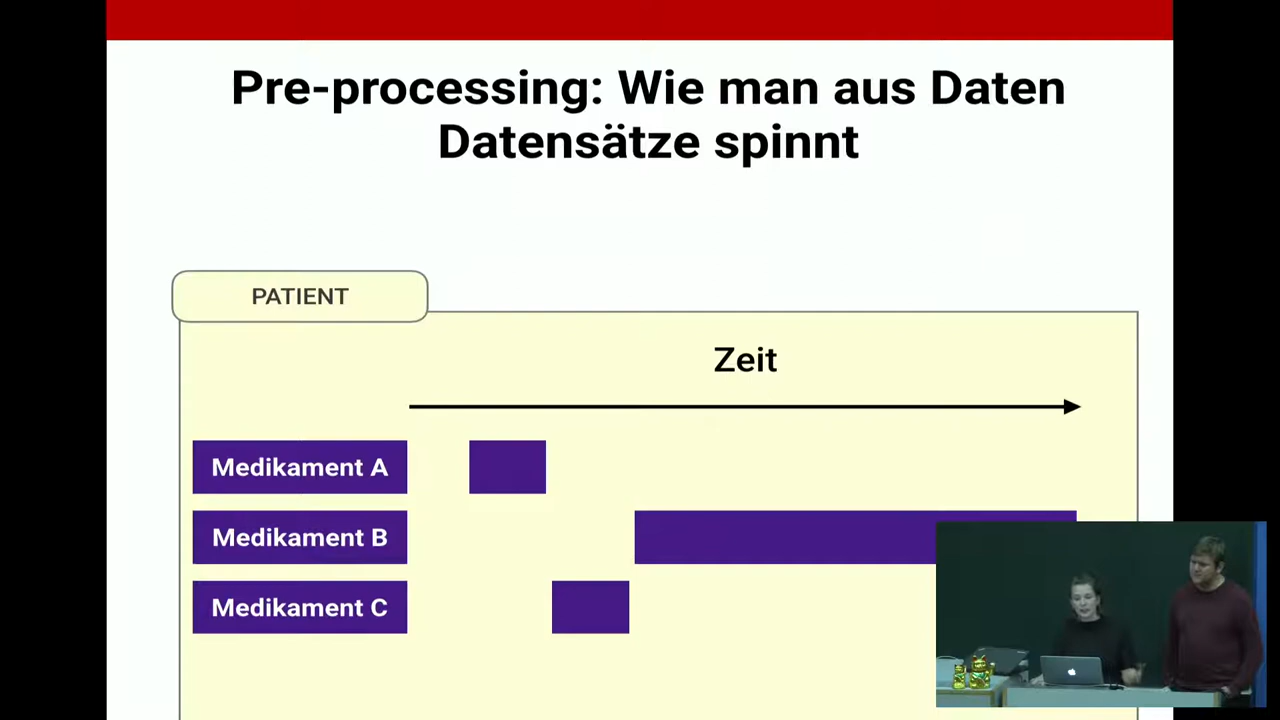 Pre-processing: Wie man aus Daten
Datensätze spinnt
PATIENT
Zeit
Medikament A
Medikament B
Medikament C